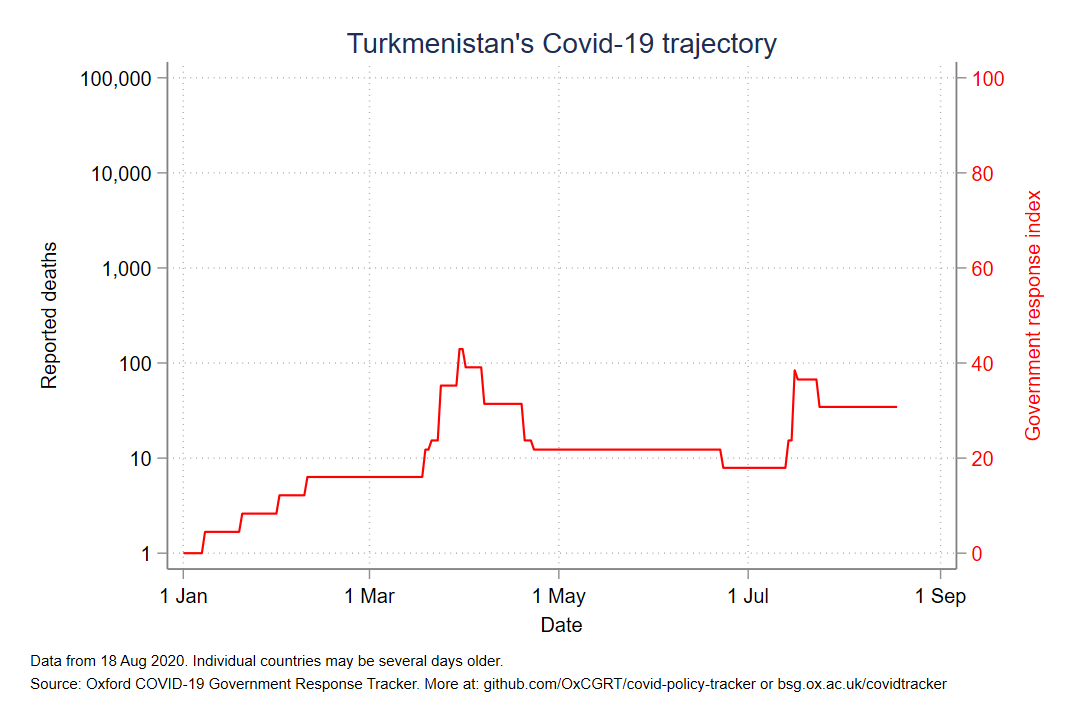 Turkmenistan's Covid-19 trajectory
100,000
10,000
1,000
100
10
1
Reported deaths
100
80
60
40
20
0
Government response index
1 Jan
1 Mar
1 May
1 Jul
1 Sep
Date
Data from 18 Aug 2020. Individual countries may be several days older.
Source: Oxford COVID-19 Government Response Tracker. More at: github.com/OxCGRT/covid-policy-tracker or bsg.ox.ac.uk/covidtracker